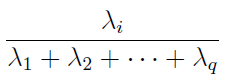 λ_i
λ_1 + λ_2 + ⋯ + λ_q